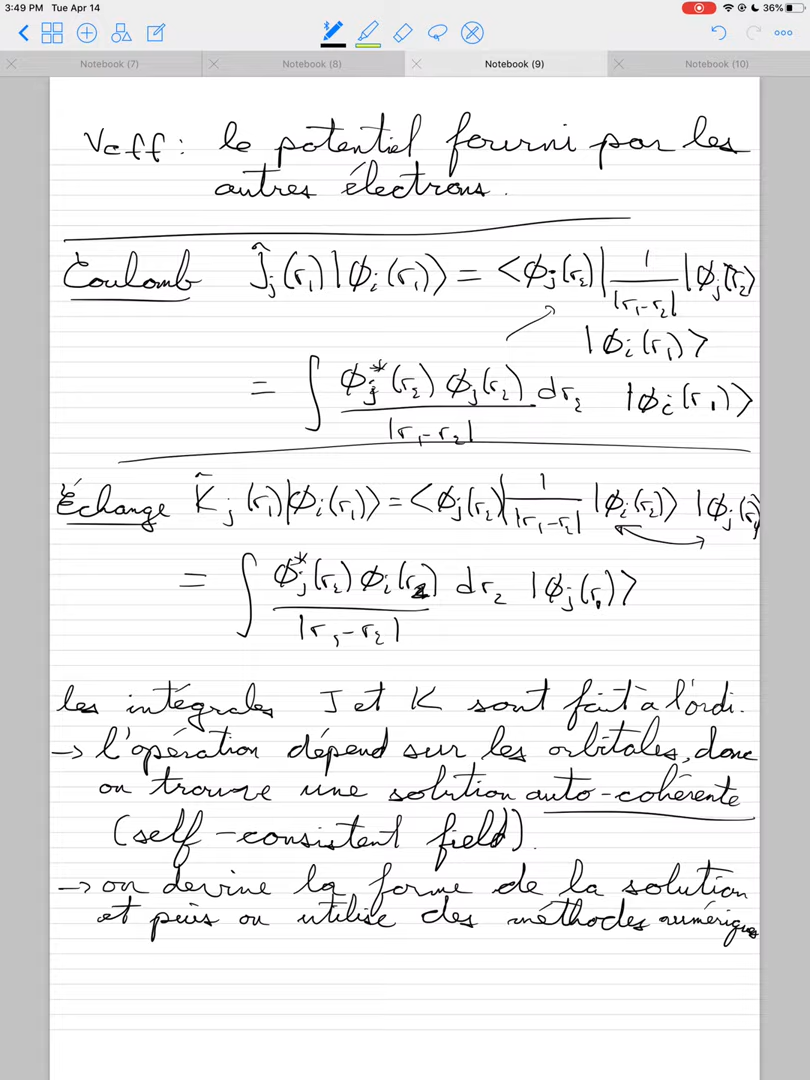 3:49 PM Tue Apr 14 36%
Notebook (7) Notebook (8) Notebook (9) Notebook (10)
Veff : le potentiel fourni par les
autres électrons.
Coulomb Ĵj(r₁)|ϕi(r₁)⟩ = ⟨ϕj(r₂)| 1/|r₁-r₂| |ϕj(r₂)⟩
|ϕi(r₁)⟩
= ∫ ϕj*(r₂) ϕj(r₂) / |r₁-r₂| dr₂ |ϕi(r₁)⟩
Échange K̂j(r₁)|ϕi(r₁)⟩ = ⟨ϕj(r₂)| 1/|r₁-r₂| |ϕi(r₂)⟩ |ϕj(r₁)⟩
= ∫ ϕj*(r₂) ϕi(r₂) / |r₁-r₂| dr₂ |ϕj(r₁)⟩
les intégrales J et K sont fait à l'ordi.
→ l'opération dépend sur les orbitales, donc
on trouve une solution auto-cohérente
(self-consistent field).
→ on devine la forme de la solution
et puis on utilise des méthodes numériques